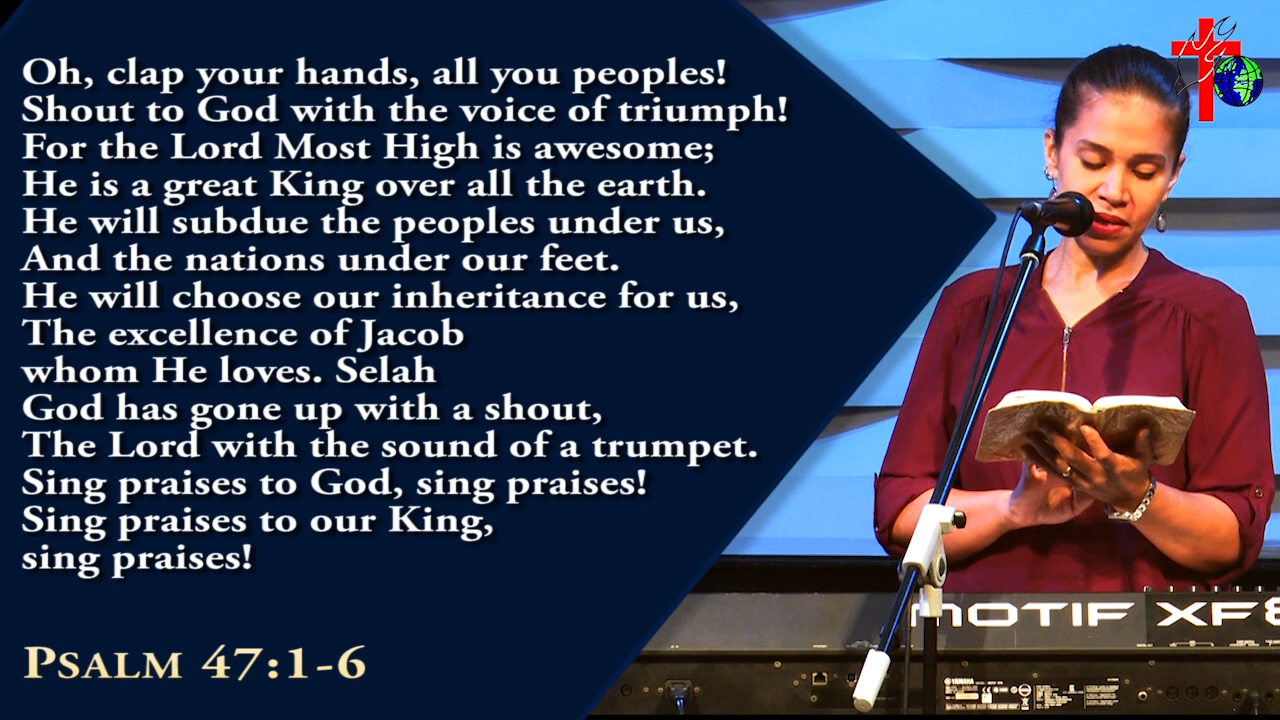 Oh, clap your hands, all you peoples!
Shout to God with the voice of triumph!
For the Lord Most High is awesome;
He is a great King over all the earth.
He will subdue the peoples under us,
And the nations under our feet.
He will choose our inheritance for us,
The excellence of Jacob
whom He loves. Selah
God has gone up with a shout,
The Lord with the sound of a trumpet.
Sing praises to God, sing praises!
Sing praises to our King,
sing praises!
PSALM 47:1-6
MOTIF XF8
YAMAHA